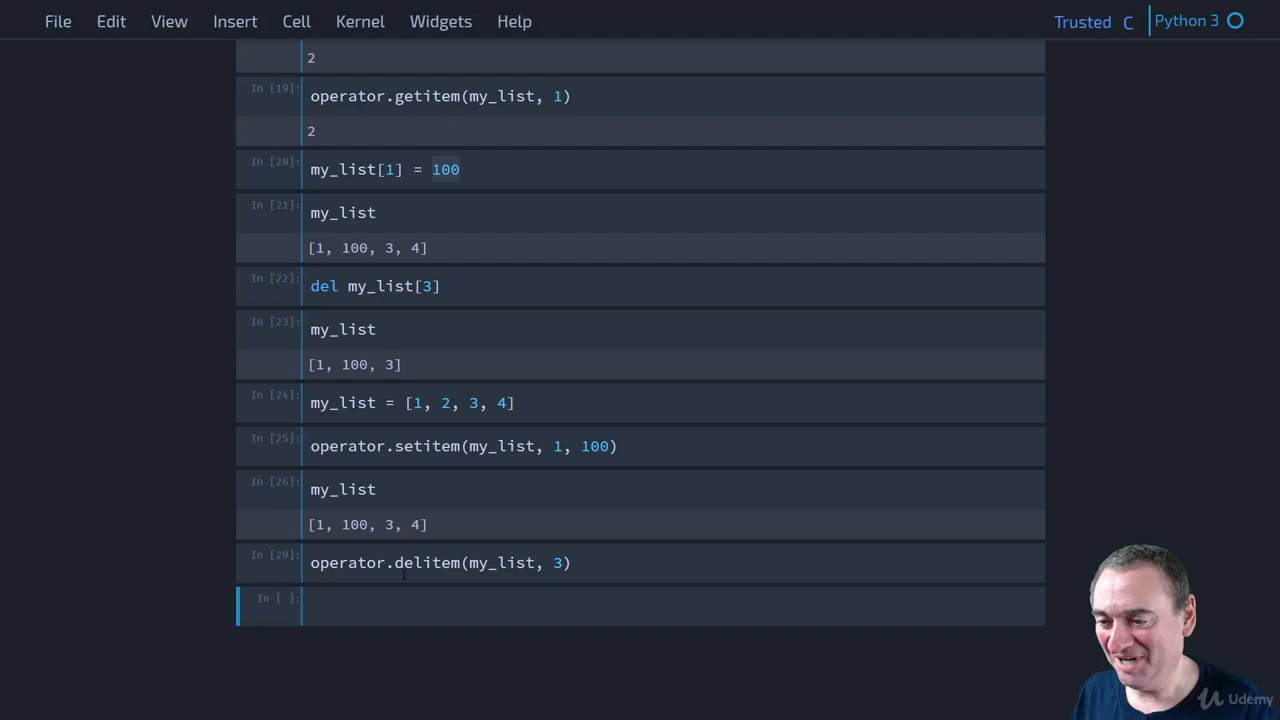 File Edit View Insert Cell Kernel Widgets Help Trusted C Python 3
2
In [19]: operator.getitem(my_list, 1)
2
In [20]: my_list[1] = 100
In [21]: my_list
[1, 100, 3, 4]
In [22]: del my_list[3]
In [23]: my_list
[1, 100, 3]
In [24]: my_list = [1, 2, 3, 4]
In [25]: operator.setitem(my_list, 1, 100)
In [26]: my_list
[1, 100, 3, 4]
In [29]: operator.delitem(my_list, 3)
In [ ]:
Udemy